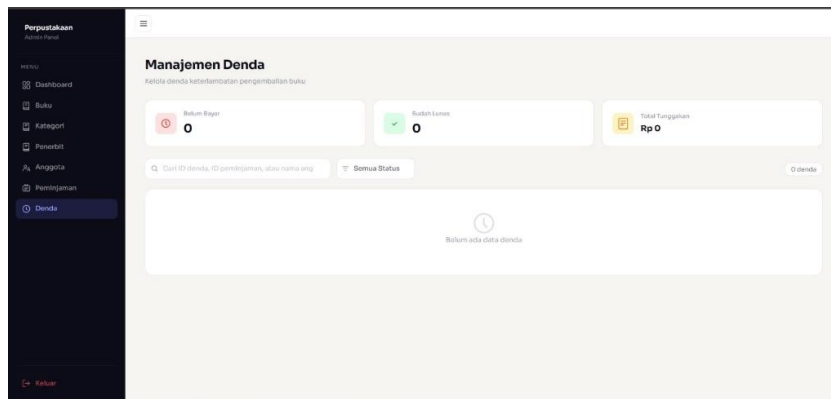 Perpustakaan
Admin Panel
MENU
Dashboard
Buku
Kategori
Penerbit
Anggota
Peminjaman
Denda
Keluar
Manajemen Denda
Kelola denda keterlambatan pengembalian buku
Belum Bayar
0
Sudah Lunas
0
Total Tunggakan
Rp 0
Cari ID denda, ID peminjaman, atau nama ang
Semua Status
0 denda
Belum ada data denda